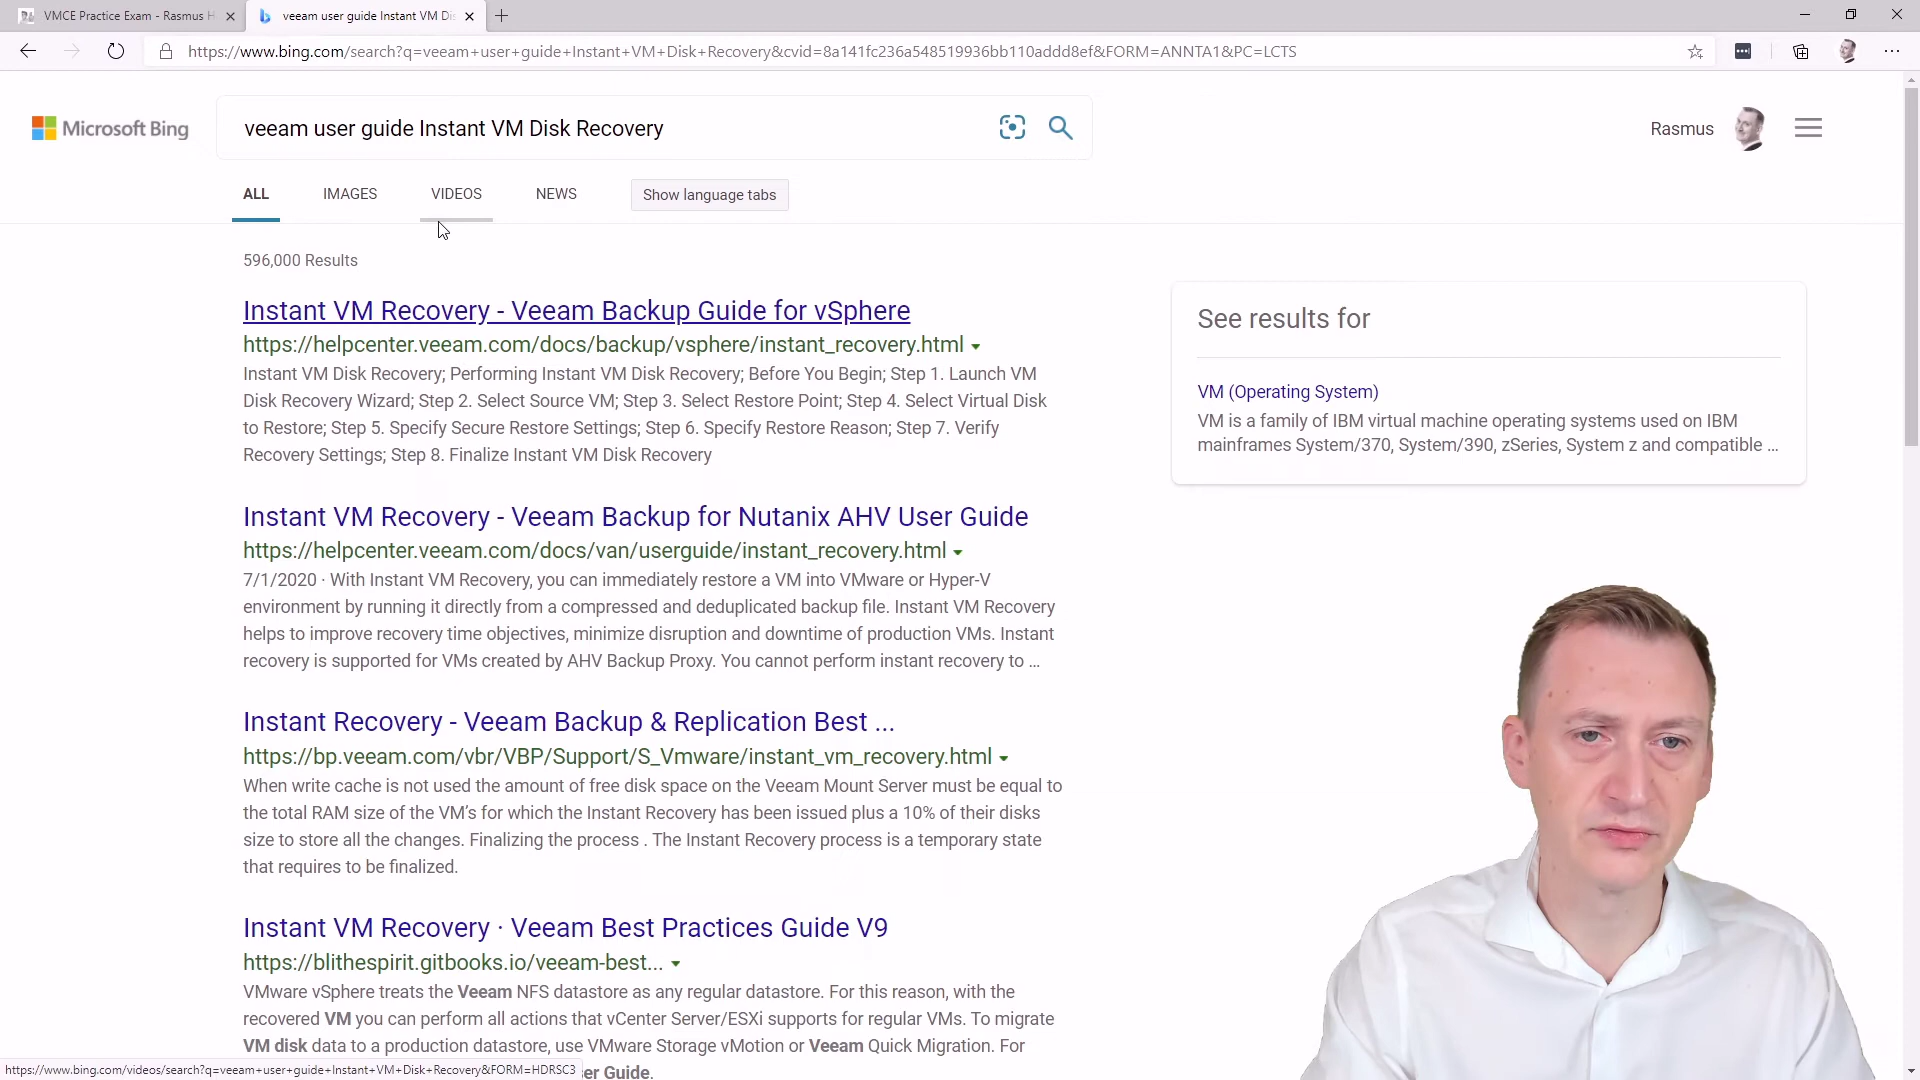 VMCE Practice Exam - Rasmus H
veeam user guide Instant VM Di
https://www.bing.com/search?q=veeam+user+guide+Instant+VM+Disk+Recovery&cvid=8a141fc236a548519936bb110addd8ef&FORM=ANNTA1&PC=LCTS
Microsoft Bing
veeam user guide Instant VM Disk Recovery
Rasmus
ALL IMAGES VIDEOS NEWS Show language tabs
596,000 Results
Instant VM Recovery - Veeam Backup Guide for vSphere
https://helpcenter.veeam.com/docs/backup/vsphere/instant_recovery.html
Instant VM Disk Recovery; Performing Instant VM Disk Recovery; Before You Begin; Step 1. Launch VM
Disk Recovery Wizard; Step 2. Select Source VM; Step 3. Select Restore Point; Step 4. Select Virtual Disk
to Restore; Step 5. Specify Secure Restore Settings; Step 6. Specify Restore Reason; Step 7. Verify
Recovery Settings; Step 8. Finalize Instant VM Disk Recovery
Instant VM Recovery - Veeam Backup for Nutanix AHV User Guide
https://helpcenter.veeam.com/docs/van/userguide/instant_recovery.html
7/1/2020 · With Instant VM Recovery, you can immediately restore a VM into VMware or Hyper-V
environment by running it directly from a compressed and deduplicated backup file. Instant VM Recovery
helps to improve recovery time objectives, minimize disruption and downtime of production VMs. Instant
recovery is supported for VMs created by AHV Backup Proxy. You cannot perform instant recovery to ...
Instant Recovery - Veeam Backup & Replication Best ...
https://bp.veeam.com/vbr/VBP/Support/S_Vmware/instant_vm_recovery.html
When write cache is not used the amount of free disk space on the Veeam Mount Server must be equal to
the total RAM size of the VM's for which the Instant Recovery has been issued plus a 10% of their disks
size to store all the changes. Finalizing the process . The Instant Recovery process is a temporary state
that requires to be finalized.
Instant VM Recovery · Veeam Best Practices Guide V9
https://blithespirit.gitbooks.io/veeam-best...
VMware vSphere treats the Veeam NFS datastore as any regular datastore. For this reason, with the
recovered VM you can perform all actions that vCenter Server/ESXi supports for regular VMs. To migrate
VM disk data to a production datastore, use VMware Storage vMotion or Veeam Quick Migration. For
er Guide.
See results for
VM (Operating System)
VM is a family of IBM virtual machine operating systems used on IBM
mainframes System/370, System/390, zSeries, System z and compatible ...
https://www.bing.com/videos/search?q=veeam+user+guide+Instant+VM+Disk+Recovery&FORM=HDRSC3